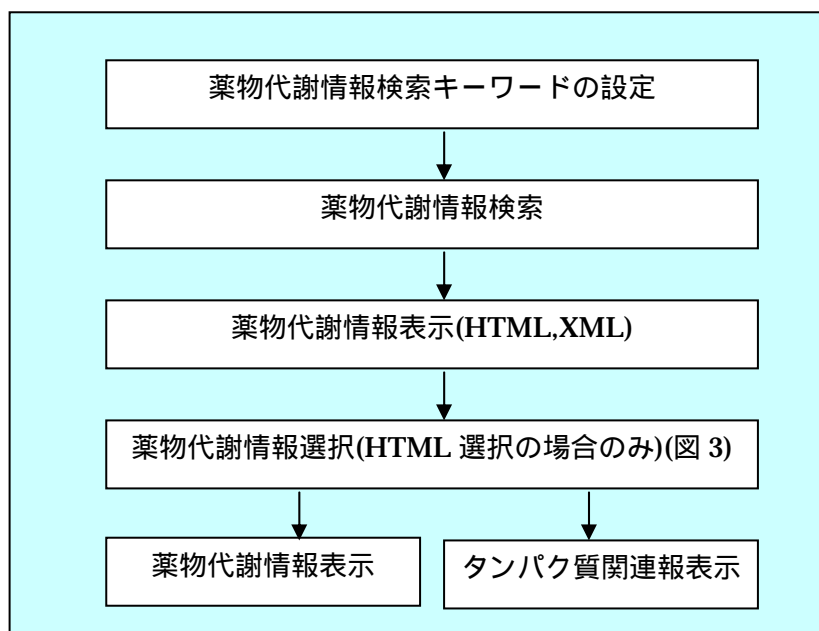 薬物代謝情報検索キーワードの設定
薬物代謝情報検索
薬物代謝情報表示(HTML,XML)
薬物代謝情報選択(HTML 選択の場合のみ)(図 3)
薬物代謝情報表示
タンパク質関連報表示